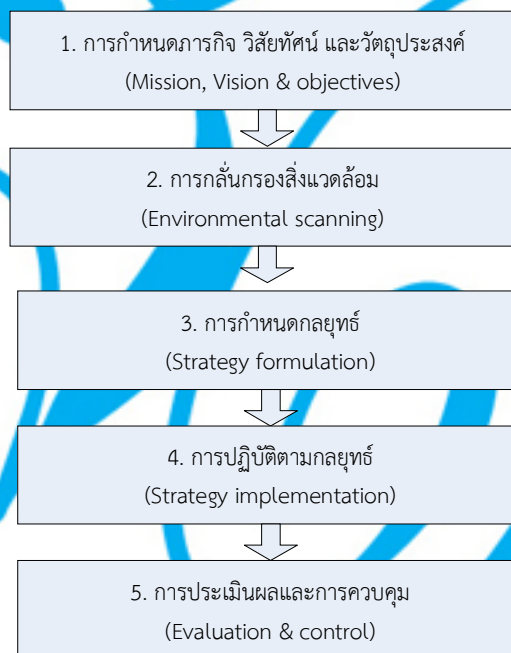 1. การกำหนดภารกิจ วิสัยทัศน์ และวัตถุประสงค์
(Mission, Vision & objectives)
2. การกลั่นกรองสิ่งแวดล้อม
(Environmental scanning)
3. การกำหนดกลยุทธ์
(Strategy formulation)
4. การปฏิบัติตามกลยุทธ์
(Strategy implementation)
5. การประเมินผลและการควบคุม
(Evaluation & control)